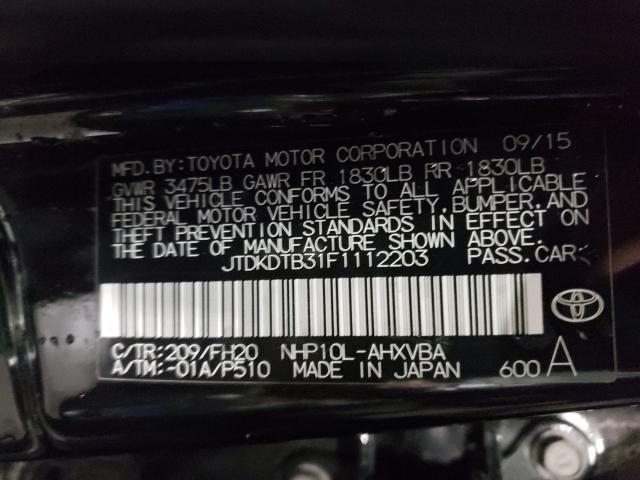 MFD.BY:TOYOTA MOTOR CORPORATION 09/15
GVWR 3475LB GAWR FR 1830LB RR 1830LB
THIS VEHICLE CONFORMS TO ALL APPLICABLE
FEDERAL MOTOR VEHICLE SAFETY,BUMPER,AND
THEFT PREVENTION STANDARDS IN EFFECT ON
THE DATE OF MANUFACTURE SHOWN ABOVE.
JTDKDTB31F1112203 PASS.CAR
C/TR:209/FH20 NHP10L-AHXVBA
A/TM:-01A/P510 MADE IN JAPAN 600 A